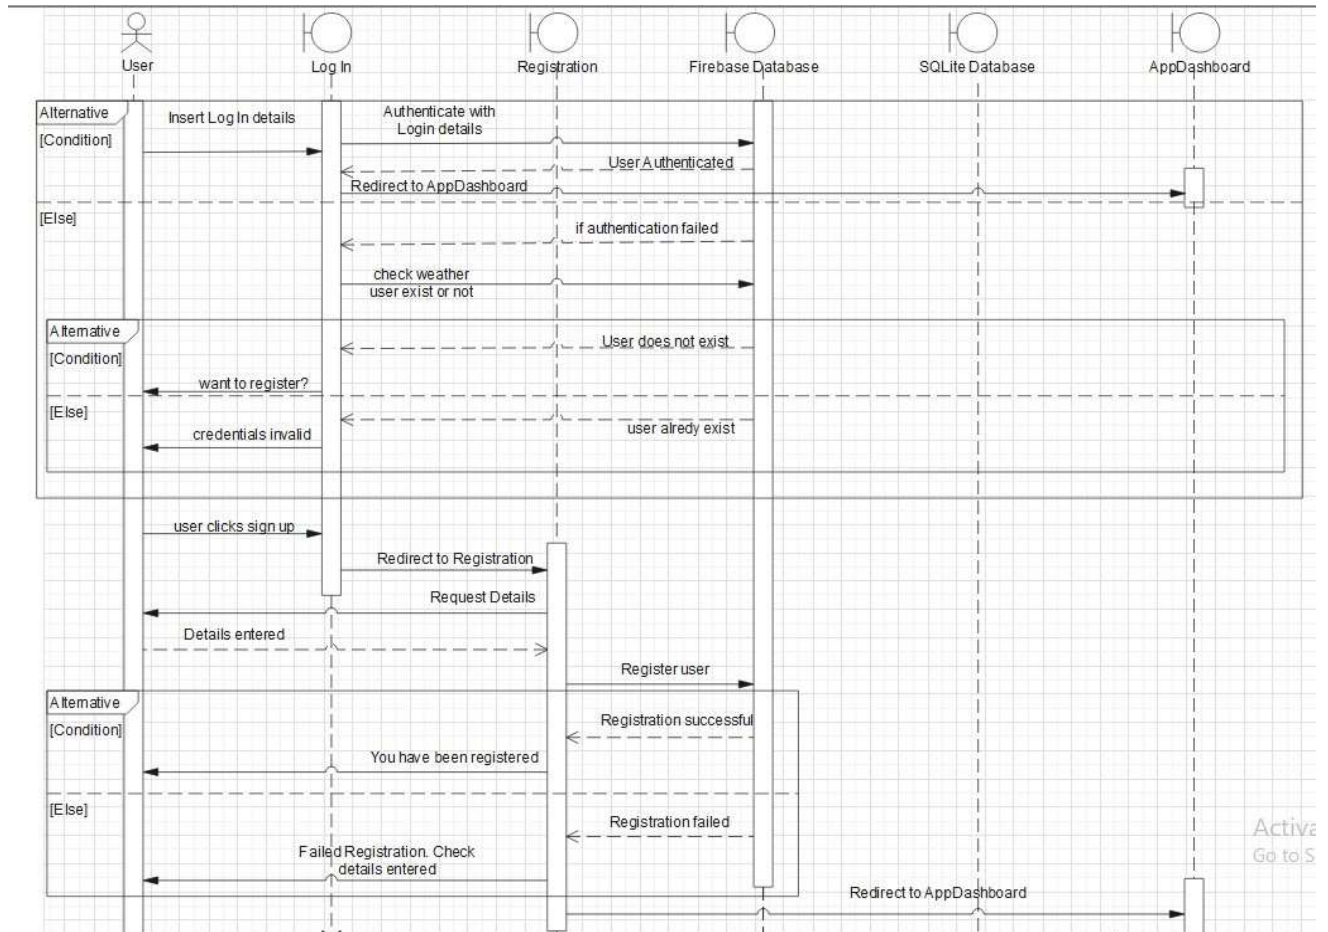 User
Log In
Registration
Firebase Database
SQLite Database
AppDashboard
Alternative
[Condition]
Insert Log In details
Authenticate with
Login details
User Authenticated
Redirect to AppDashboard
[Else]
if authentication failed
check weather
user exist or not
Alternative
[Condition]
User does not exist
want to register?
[Else]
user alredy exist
credentials invalid
user clicks sign up
Redirect to Registration
Request Details
Details entered
Register user
Alternative
[Condition]
Registration successful
You have been registered
[Else]
Registration failed
Failed Registration. Check
details entered
Activa
Go to S
Redirect to AppDashboard